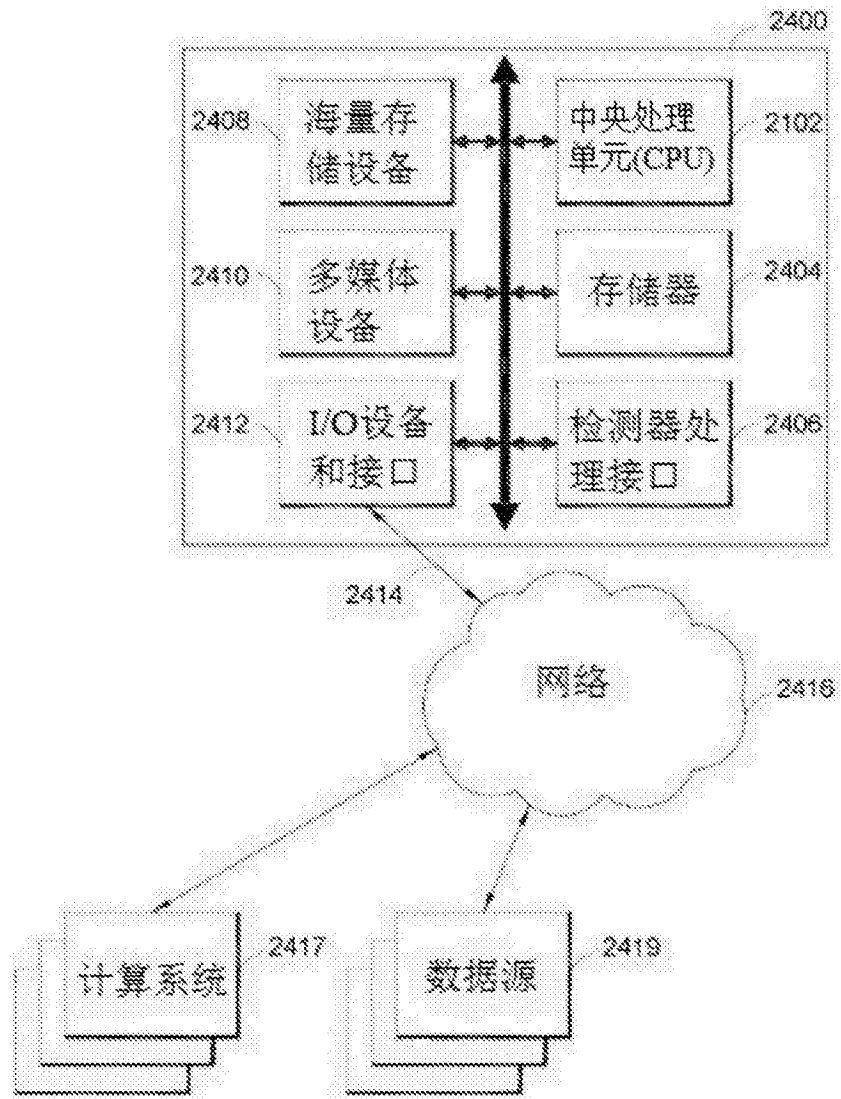 2400
2408
海量存
储设备
中央处理
单元(CPU)
2102
2410
多媒体
设备
存储器
2404
2412
I/O设备
和接口
检测器处
理接口
2406
2414
网络
2416
计算系统
2417
数据源
2419